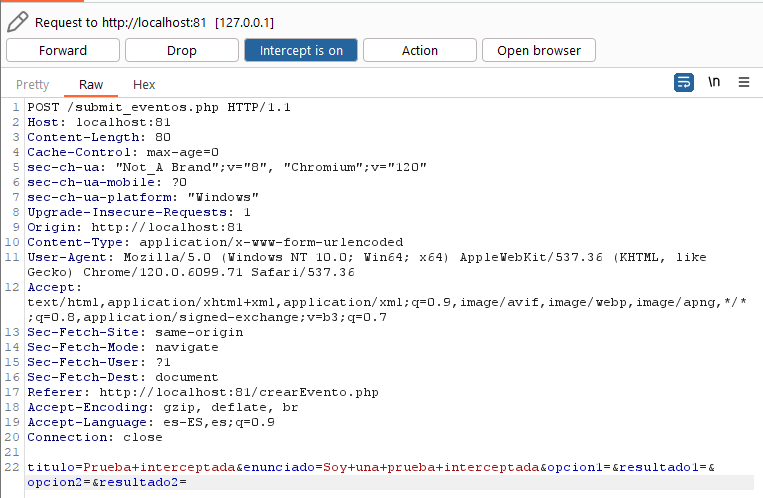 Request to http://localhost:81 [127.0.0.1]
Forward Drop Intercept is on Action Open browser
Pretty Raw Hex \n
1 POST /submit_eventos.php HTTP/1.1
2 Host: localhost:81
3 Content-Length: 80
4 Cache-Control: max-age=0
5 sec-ch-ua: "Not_A Brand";v="8", "Chromium";v="120"
6 sec-ch-ua-mobile: ?0
7 sec-ch-ua-platform: "Windows"
8 Upgrade-Insecure-Requests: 1
9 Origin: http://localhost:81
10 Content-Type: application/x-www-form-urlencoded
11 User-Agent: Mozilla/5.0 (Windows NT 10.0; Win64; x64) AppleWebKit/537.36 (KHTML, like
Gecko) Chrome/120.0.6099.71 Safari/537.36
12 Accept:
text/html,application/xhtml+xml,application/xml;q=0.9,image/avif,image/webp,image/apng,*/*
;q=0.8,application/signed-exchange;v=b3;q=0.7
13 Sec-Fetch-Site: same-origin
14 Sec-Fetch-Mode: navigate
15 Sec-Fetch-User: ?1
16 Sec-Fetch-Dest: document
17 Referer: http://localhost:81/crearEvento.php
18 Accept-Encoding: gzip, deflate, br
19 Accept-Language: es-ES,es;q=0.9
20 Connection: close
21
22 titulo=Prueba+interceptada&enunciado=Soy+una+prueba+interceptada&opcion1=&resultado1=&
opcion2=&resultado2=